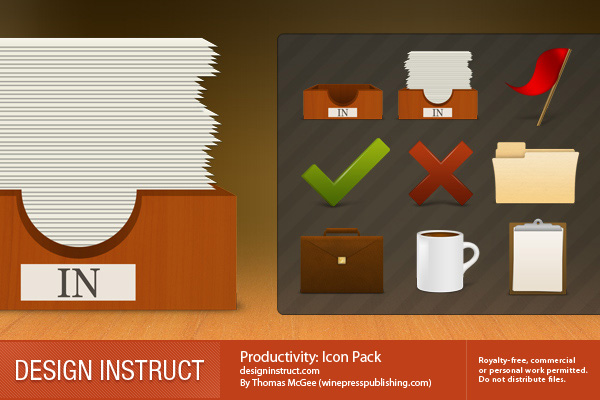 IN
IN
IN
DESIGN INSTRUCT
Productivity: Icon Pack
designinstruct.com
By Thomas McGee (winepresspublishing.com)
Royalty-free, commercial
or personal work permitted.
Do not distribute files.